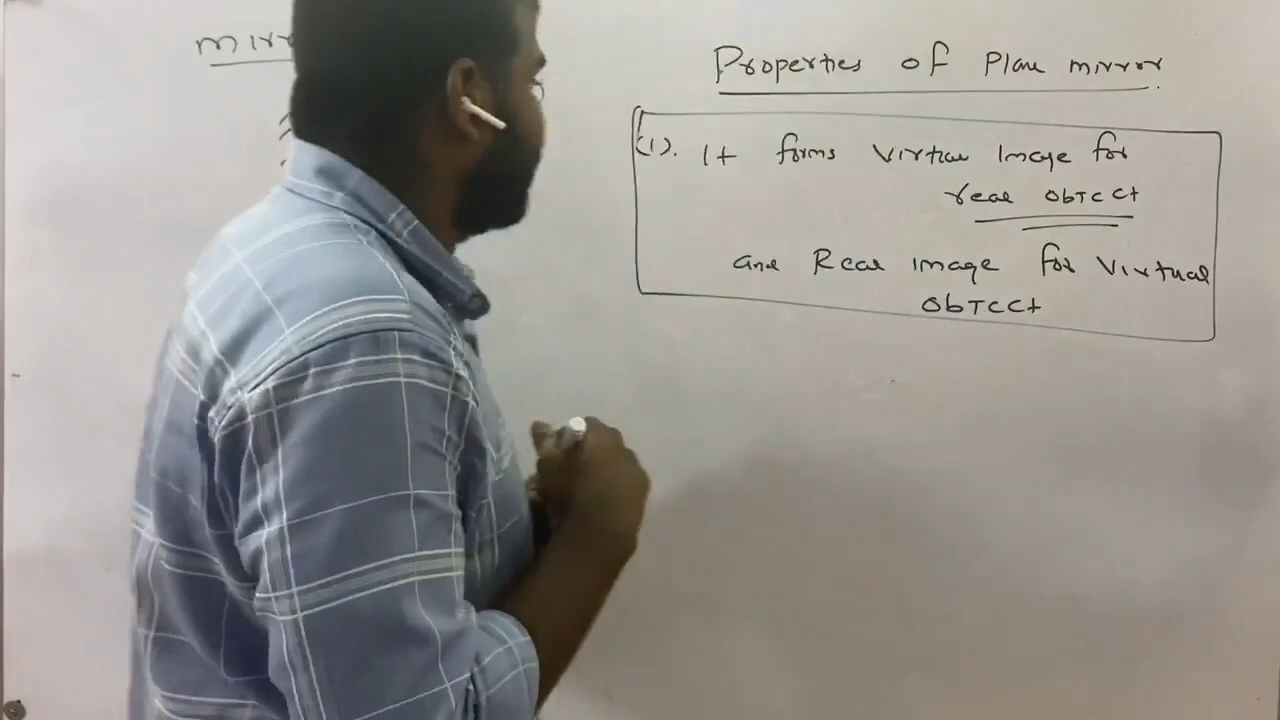 Mirr
Properties of Plane mirror.
(1). It forms Virtual Image for
real Object
and Real image for Virtual
Object